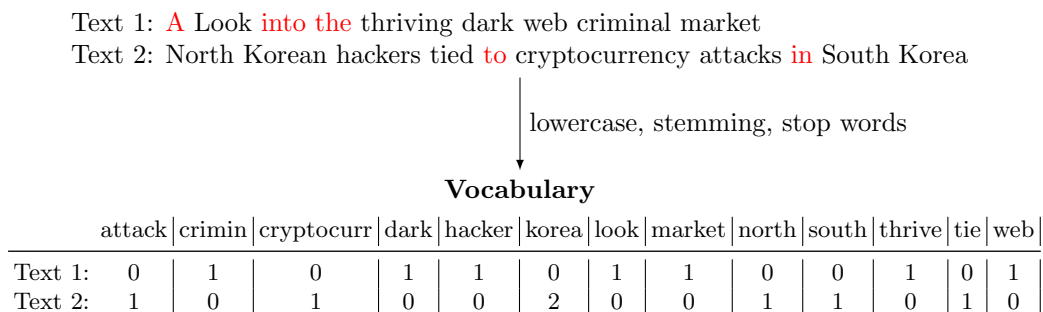 Text 1: A Look into the thriving dark web criminal market
Text 2: North Korean hackers tied to cryptocurrency attacks in South Korea
lowercase, stemming, stop words
Vocabulary
attack crimin cryptocurr dark hacker korea look market north south thrive tie web
Text 1: 0 1 0 1 1 0 1 1 0 0 1 0 1
Text 2: 1 0 1 0 0 2 0 0 1 1 0 1 0